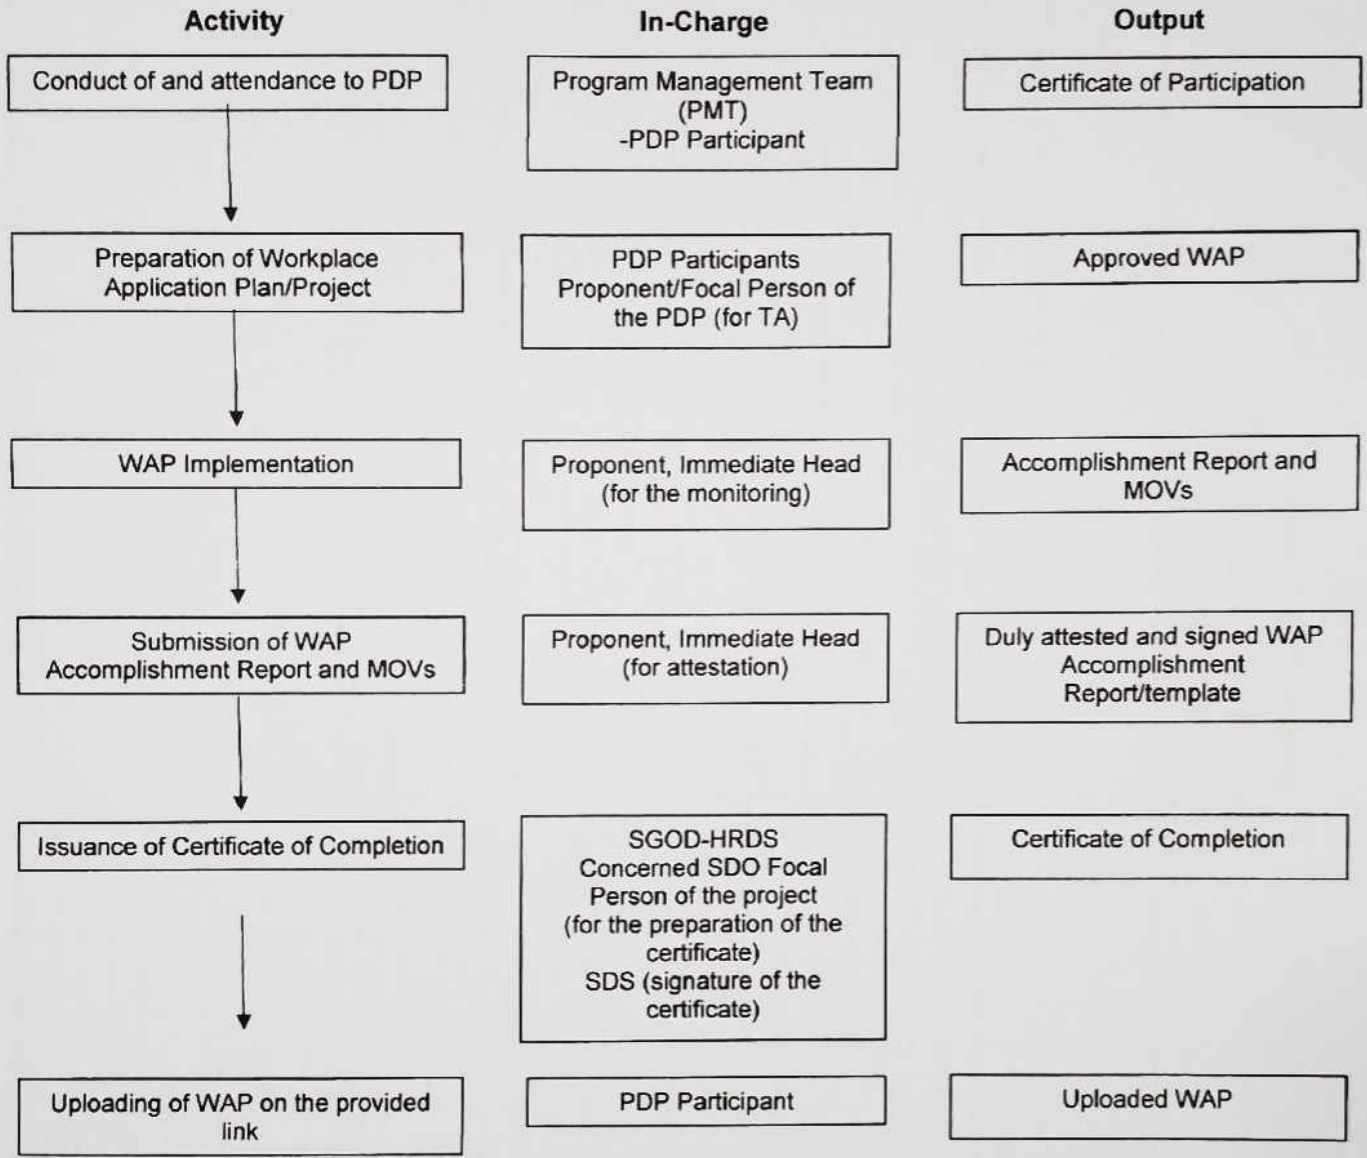 Activity In-Charge Output
Conduct of and attendance to PDP
Program Management Team
(PMT)
-PDP Participant
Certificate of Participation
Preparation of Workplace
Application Plan/Project
PDP Participants
Proponent/Focal Person of
the PDP (for TA)
Approved WAP
WAP Implementation
Proponent, Immediate Head
(for the monitoring)
Accomplishment Report and
MOVs
Submission of WAP
Accomplishment Report and MOVs
Proponent, Immediate Head
(for attestation)
Duly attested and signed WAP
Accomplishment
Report/template
Issuance of Certificate of Completion
SGOD-HRDS
Concerned SDO Focal
Person of the project
(for the preparation of the
certificate)
SDS (signature of the
certificate)
Certificate of Completion
Uploading of WAP on the provided
link
PDP Participant
Uploaded WAP